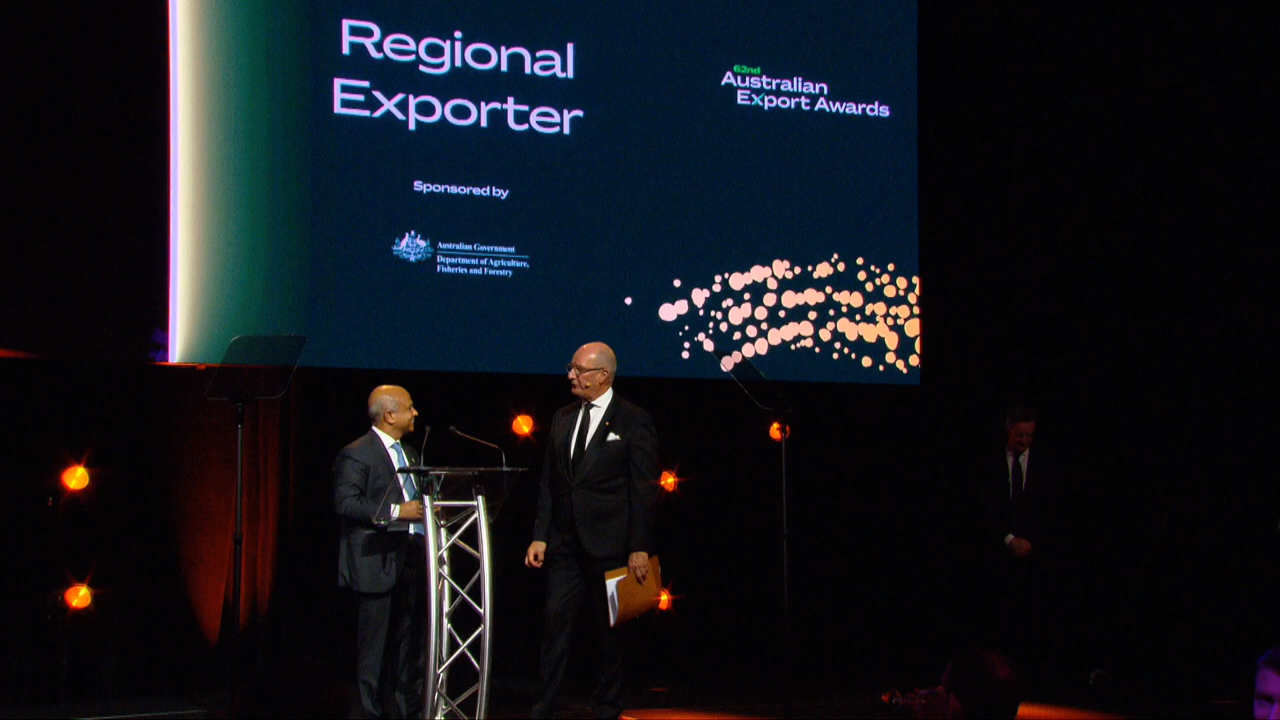 Regional
Exporter
62nd
Australian
Export Awards
Sponsored by
Australian Government
Department of Agriculture,
Fisheries and Forestry